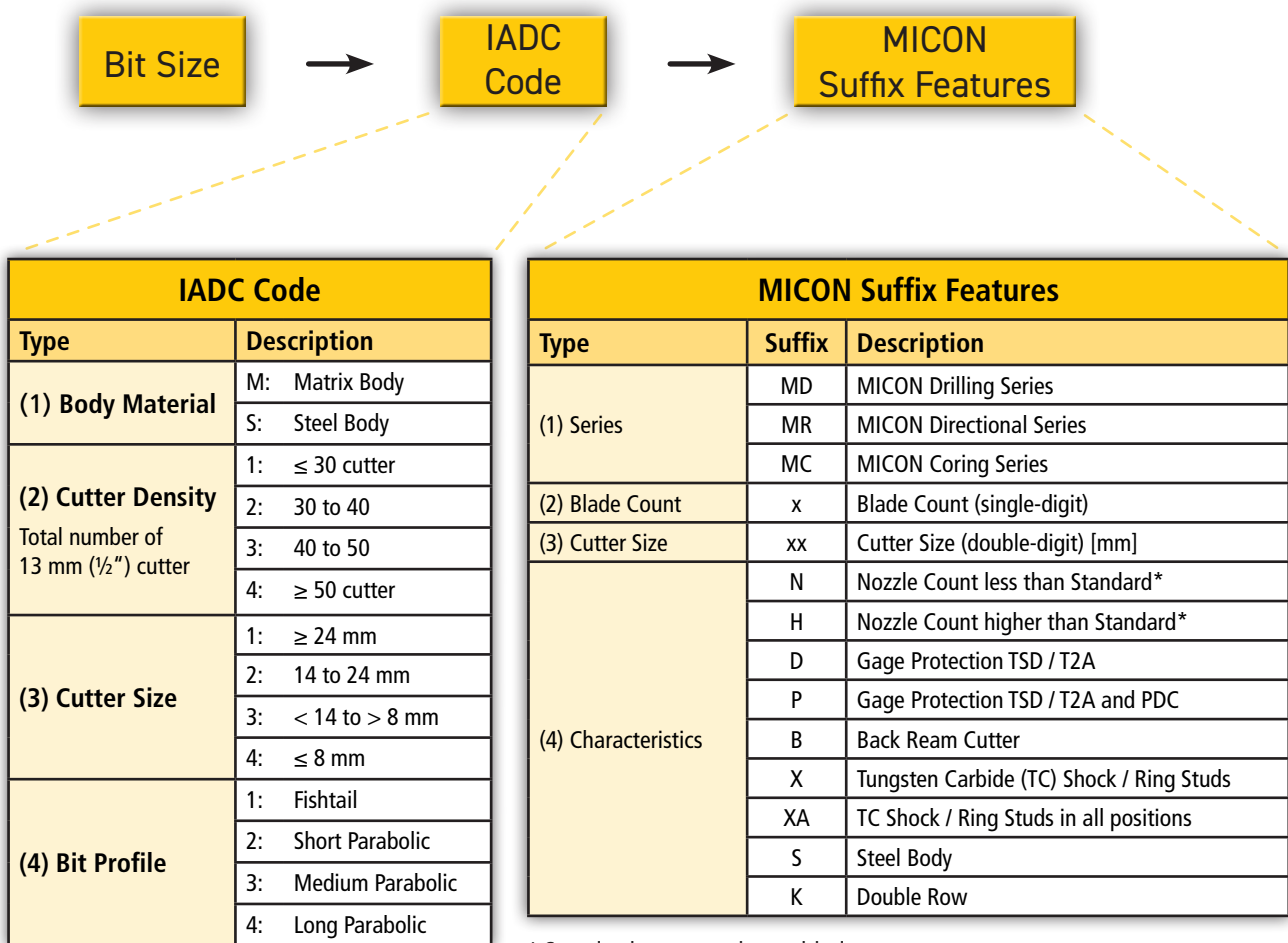 Bit Size
IADC
Code
MICON
Suffix Features
IADC Code
Type Description
(1) Body Material
M: Matrix Body
S: Steel Body
(2) Cutter Density
Total number of
13 mm (½") cutter
1: ≤ 30 cutter
2: 30 to 40
3: 40 to 50
4: ≥ 50 cutter
(3) Cutter Size
1: ≥ 24 mm
2: 14 to 24 mm
3: < 14 to > 8 mm
4: ≤ 8 mm
(4) Bit Profile
1: Fishtail
2: Short Parabolic
3: Medium Parabolic
4: Long Parabolic
MICON Suffix Features
Type Suffix Description
(1) Series
MD MICON Drilling Series
MR MICON Directional Series
MC MICON Coring Series
(2) Blade Count x Blade Count (single-digit)
(3) Cutter Size xx Cutter Size (double-digit) [mm]
(4) Characteristics
N Nozzle Count less than Standard*
H Nozzle Count higher than Standard*
D Gage Protection TSD / T2A
P Gage Protection TSD / T2A and PDC
B Back Ream Cutter
X Tungsten Carbide (TC) Shock / Ring Studs
XA TC Shock / Ring Studs in all positions
S Steel Body
K Double Row